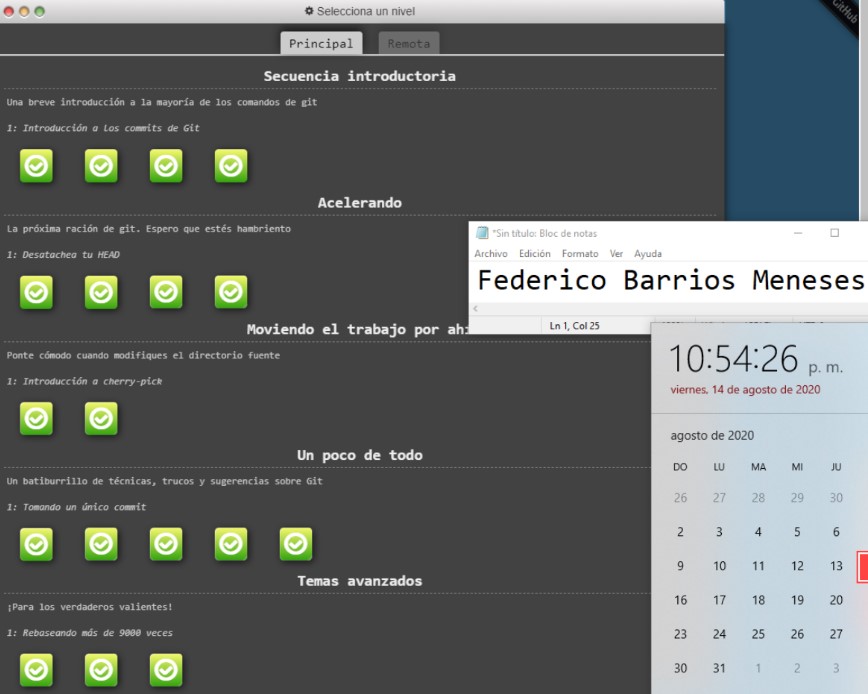 Selecciona un nivel
GitHub
Principal
Remota
Secuencia introductoria
Una breve introducción a la mayoría de los comandos de git
1: Introducción a Los commits de Git
Acelerando
La próxima ración de git. Espero que estés hambriento
1: Desatachea tu HEAD
Moviendo el trabajo por ahí
Ponte cómodo cuando modifiques el directorio fuente
1: Introducción a cherry-pick
Un poco de todo
Un batiburrillo de técnicas, trucos y sugerencias sobre Git
1: Tomando un único commit
Temas avanzados
¡Para los verdaderos valientes!
1: Rebaseando más de 9000 veces
*Sin título: Bloc de notas
Archivo Edición Formato Ver Ayuda
Federico Barrios Meneses
Ln 1, Col 25
10:54:26 p. m.
viernes, 14 de agosto de 2020
agosto de 2020
DO LU MA MI JU
26 27 28 29 30
2 3 4 5 6
9 10 11 12 13
16 17 18 19 20
23 24 25 26 27
30 31 1 2 3